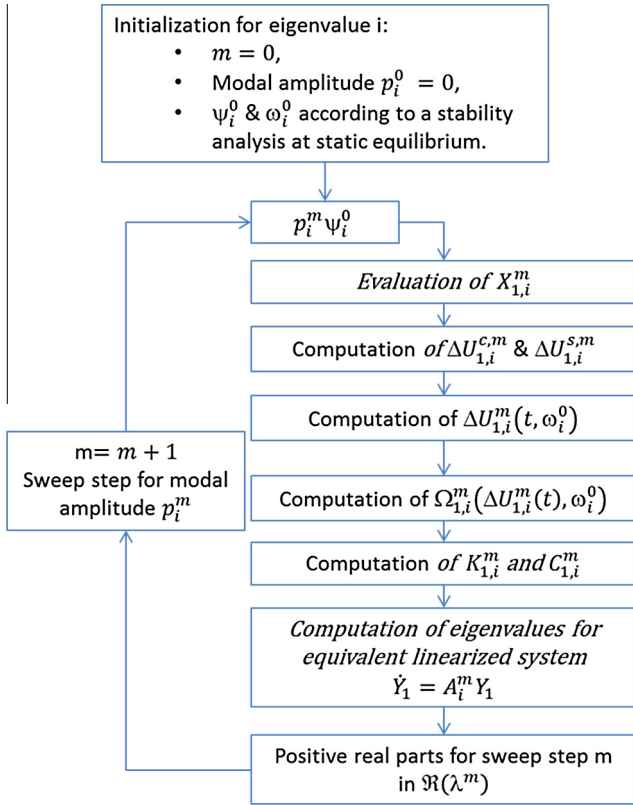 Initialization for eigenvalue i:
• m = 0,
• Modal amplitude p_i^0 = 0,
• ψ_i^0 & ω_i^0 according to a stability
analysis at static equilibrium.
p_i^m ψ_i^0
Evaluation of X_{1,i}^m
Computation of ΔU_{1,i}^{c,m} & ΔU_{1,i}^{s,m}
Computation of ΔU_{1,i}^m(t, ω_i^0)
Computation of Ω_{1,i}^m(ΔU_{1,i}^m(t), ω_i^0)
Computation of K_{1,i}^m and C_{1,i}^m
Computation of eigenvalues for
equivalent linearized system
Ẏ_1 = A_i^m Y_1
Positive real parts for sweep step m
in ℜ(λ^m)
m= m + 1
Sweep step for modal
amplitude p_i^m